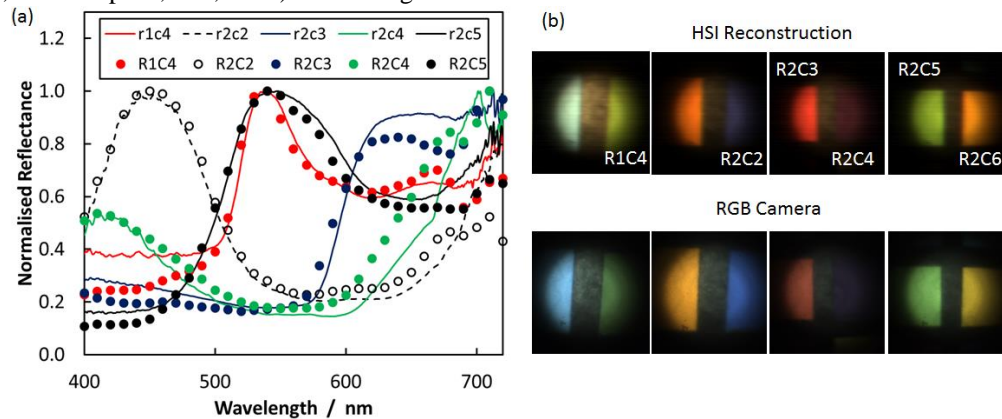 (a)
r1c4 r2c2 r2c3 r2c4 r2c5
R1C4 R2C2 R2C3 R2C4 R2C5
Normalised Reflectance
1.2
1.0
0.8
0.6
0.4
0.2
0.0
400 500 600 700
Wavelength / nm
(b)
HSI Reconstruction
R2C3 R2C5
R1C4 R2C2 R2C4 R2C6
RGB Camera